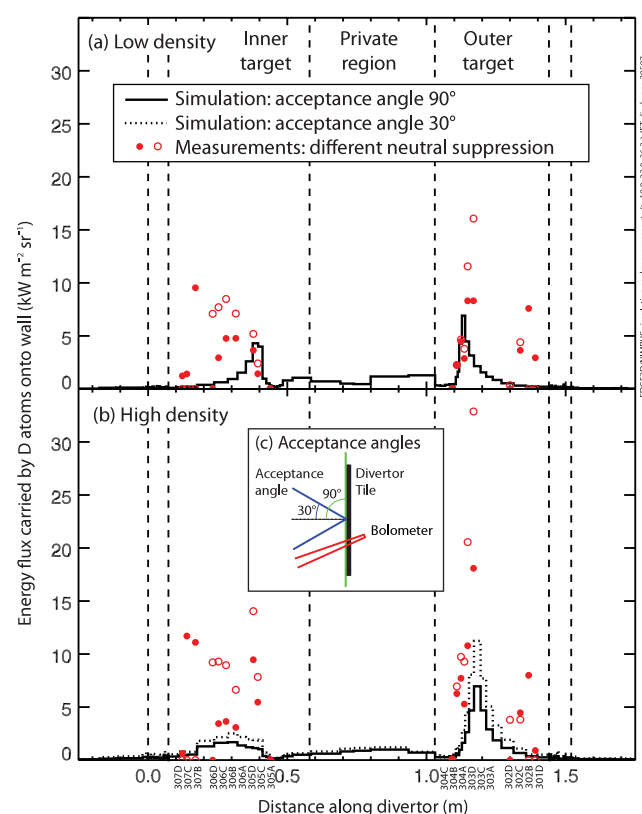 (a) Low density
Inner
target
Private
region
Outer
target
Simulation: acceptance angle 90°
Simulation: acceptance angle 30°
Measurements: different neutral suppression
30
25
20
15
10
5
0
(b) High density
30
25
20
15
10
5
0
(c) Acceptance angles
Acceptance
angle
90°
30°
Divertor
Tile
Bolometer
Energy flux carried by D atoms onto wall (kW m⁻² sr⁻¹)
0.0
0.5
1.0
1.5
307D
307C
307B
306D
306C
306B
306A
305D
305C
305A
304C
304B
304A
303D
303C
303A
302D
302C
302B
301D
Distance along divertor (m)